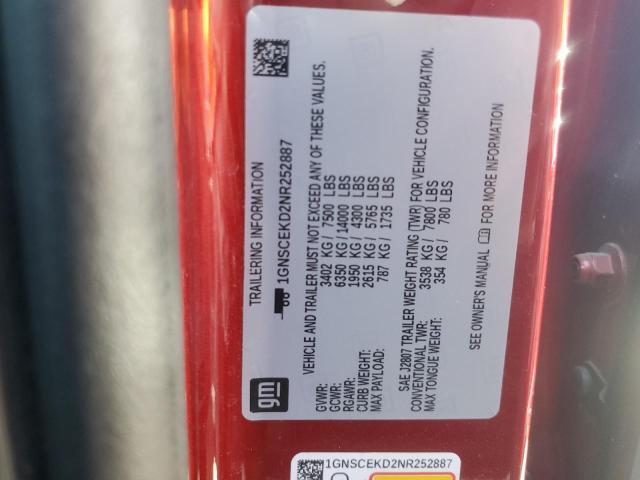 TRAILERING INFORMATION
1GNSCEKD2NR252887
VEHICLE AND TRAILER MUST NOT EXCEED ANY OF THESE VALUES.
GVWR: 3402 KG / 7500 LBS
GCWR: 6350 KG / 14000 LBS
RGAWR: 1950 KG / 4300 LBS
CURB WEIGHT: 2615 KG / 5765 LBS
MAX PAYLOAD: 787 KG / 1735 LBS
SAE J2807 TRAILER WEIGHT RATING (TWR) FOR VEHICLE CONFIGURATION.
CONVENTIONAL TWR: 3538 KG / 7800 LBS
MAX TONGUE WEIGHT: 354 KG / 780 LBS
SEE OWNER'S MANUAL FOR MORE INFORMATION
gm
1GNSCEKD2NR252887